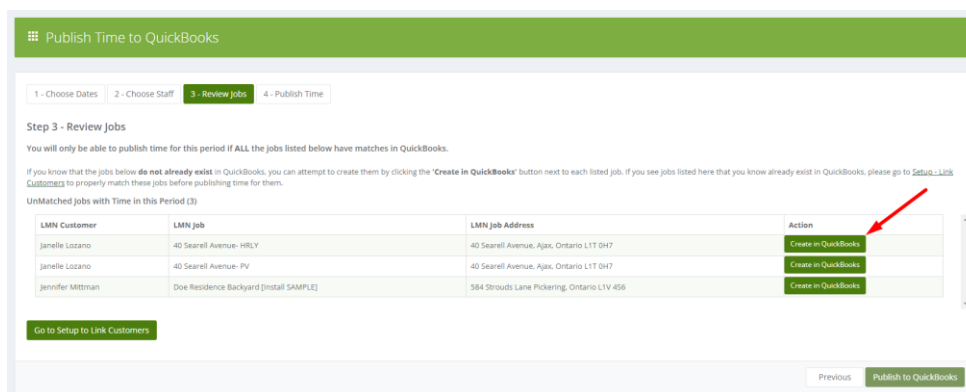 Publish Time to QuickBooks
1 - Choose Dates 2 - Choose Staff 3 - Review Jobs 4 - Publish Time
Step 3 - Review Jobs
You will only be able to publish time for this period if ALL the jobs listed below have matches in QuickBooks.
If you know that the jobs below do not already exist in QuickBooks, you can attempt to create them by clicking the 'Create in QuickBooks' button next to each listed job. If you see jobs listed here that you know already exist in QuickBooks, please go to Setup - Link
Customers to properly match these jobs before publishing time for them.
UnMatched Jobs with Time in this Period (3)
LMN Customer LMN Job LMN Job Address Action
Janelle Lozano 40 Searell Avenue- HRLY 40 Searell Avenue, Ajax, Ontario L1T 0H7 Create in QuickBooks
Janelle Lozano 40 Searell Avenue- PV 40 Searell Avenue, Ajax, Ontario L1T 0H7 Create in QuickBooks
Jennifer Mittman Doe Residence Backyard [Install SAMPLE] 584 Strouds Lane Pickering, Ontario L1V 4S6 Create in QuickBooks
Go to Setup to Link Customers
Previous Publish to QuickBooks